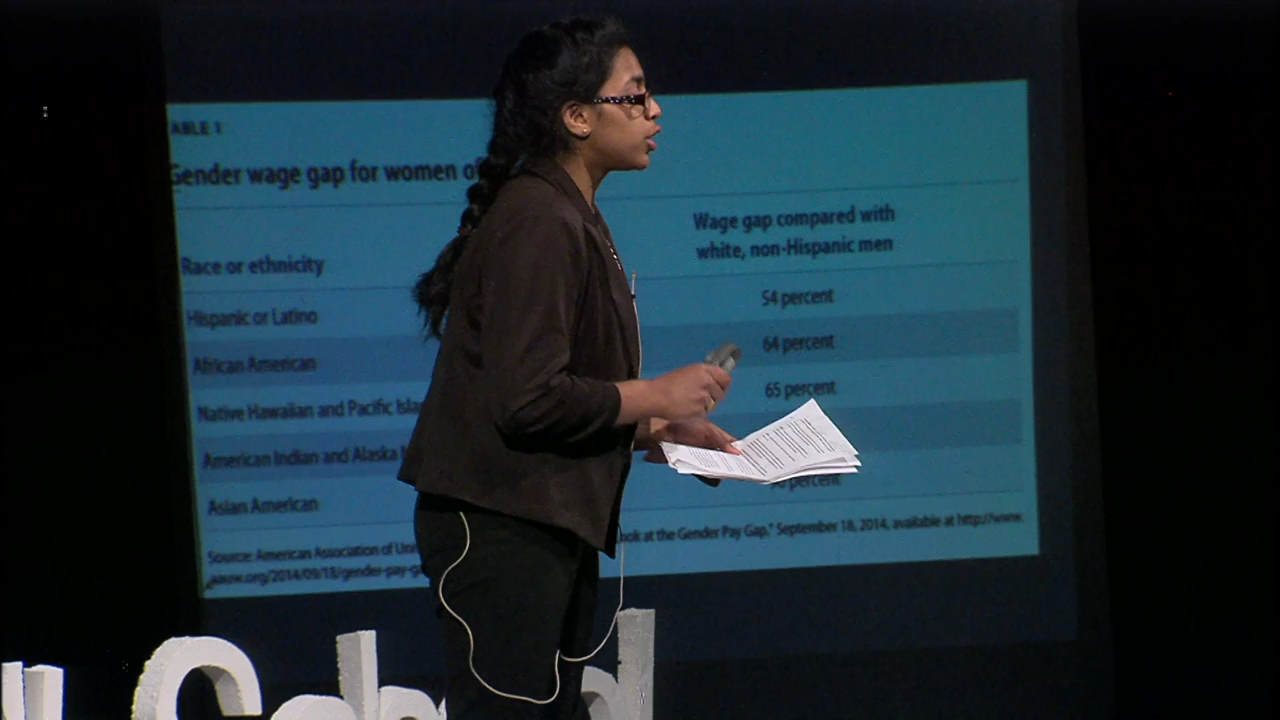 ABLE 1
Gender wage gap for women o
Wage gap compared with
white, non-Hispanic men
Race or ethnicity
Hispanic or Latino 54 percent
African American 64 percent
Native Hawaiian and Pacific Isla 65 percent
American Indian and Alaska
Asian American percent
Source: American Association of Uni ook at the Gender Pay Gap," September 18, 2014, available at http://www.
aauw.org/2014/09/18/gender-pay-g